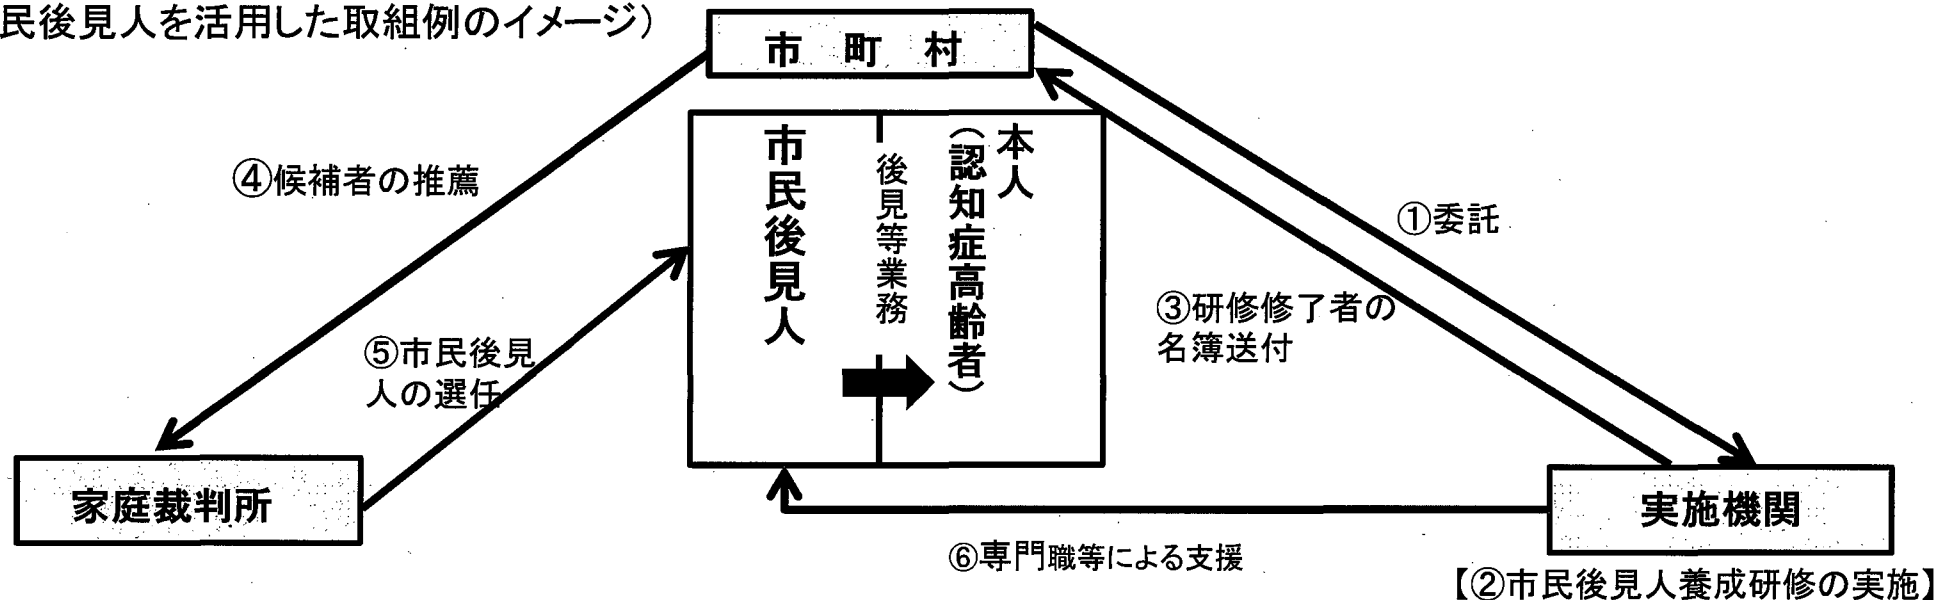 民後見人を活用した取組例のイメージ）
市町村
④候補者の推薦
⑤市民後見
人の選任
市民後見人
後見等業務
本人
（認知症高齢者）
①委託
③研修修了者の
名簿送付
家庭裁判所
実施機関
⑥専門職等による支援
【②市民後見人養成研修の実施】